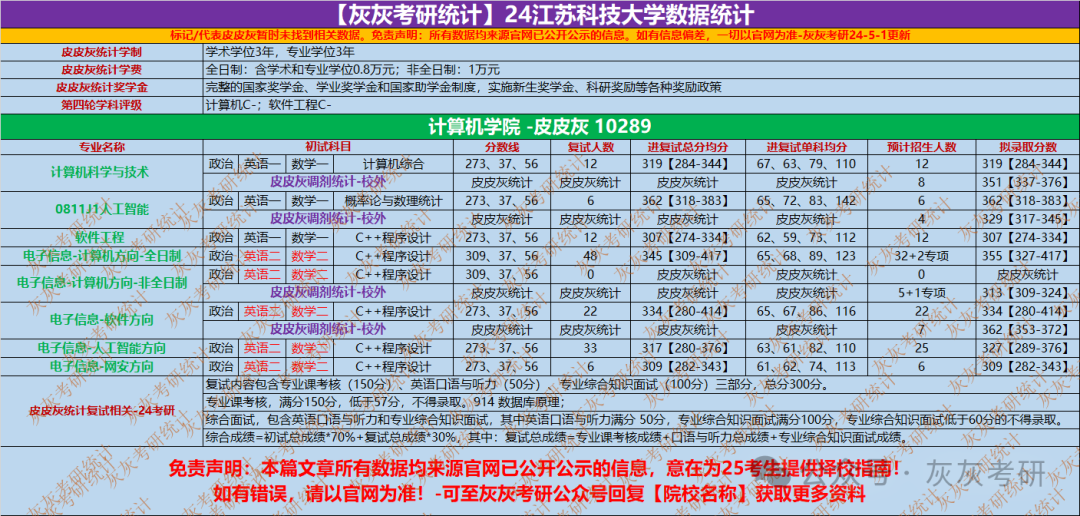 【灰灰考研统计】24江苏科技大学数据统计
标记/代表皮皮灰暂时未找到相关数据。免责声明：所有数据均来源官网已公开公示的信息。如有信息偏差，一切以官网为准-灰灰考研24-5-1更新
皮皮灰统计学制 学术学位3年，专业学位3年
皮皮灰统计学费 全日制：含学术和专业学位0.8万元；非全日制：1万元
皮皮灰统计奖学金 完整的国家奖学金、学业奖学金和国家助学金制度，实施新生奖学金、科研奖励等各种奖励政策
第四轮学科评级 计算机C-；软件工程C-
计算机学院 -皮皮灰 10289
专业名称 初试科目 分数线 复试人数 进复试总分均分 进复试单科均分 预计招生人数 拟录取分数
计算机科学与技术 政治 英语一 数学一 计算机综合 273、37、56 12 319【284-344】 67、63、79、110 12 319【284-344】
皮皮灰调剂统计-校外 皮皮灰统计 皮皮灰统计 皮皮灰统计 皮皮灰统计 8 351【337-376】
0811J1人工智能 政治 英语一 数学一 概率论与数理统计 273、37、56 6 362【318-383】 65、72、83、142 6 362【318-383】
皮皮灰调剂统计-校外 皮皮灰统计 皮皮灰统计 皮皮灰统计 皮皮灰统计 4 329【317-345】
软件工程 政治 英语一 数学一 C++程序设计 273、37、56 12 307【274-334】 62、59、73、112 12 307【274-334】
电子信息-计算机方向-全日制 政治 英语二 数学二 C++程序设计 309、37、56 48 345【309-417】 65、68、89、123 32+2专项 355【327-417】
电子信息-计算机方向-非全日制 政治 英语二 数学二 C++程序设计 309、37、56 0 皮皮灰统计 皮皮灰统计 0 皮皮灰统计
皮皮灰调剂统计-校外 皮皮灰统计 皮皮灰统计 皮皮灰统计 皮皮灰统计 5+1专项 313【309-324】
电子信息-软件方向 政治 英语二 数学二 C++程序设计 273、37、56 22 334【280-414】 65、67、86、116 22 334【280-414】
皮皮灰调剂统计-校外 皮皮灰统计 皮皮灰统计 皮皮灰统计 皮皮灰统计 7 362【353-372】
电子信息-人工智能方向 政治 英语二 数学二 C++程序设计 273、37、56 33 317【280-376】 63、61、82、110 25 327【289-376】
电子信息-网安方向 政治 英语二 数学二 C++程序设计 273、37、56 6 309【282-343】 61、62、74、113 6 309【282-343】
皮皮灰统计复试相关-24考研
复试内容包含专业课考核（150分）、英语口语与听力（50分）、专业综合知识面试（100分）三部分，总分300分。
专业课考核，满分150分，低于57分，不得录取。914 数据库原理；
综合面试，包含英语口语与听力和专业综合知识面试，其中英语口语与听力满分 50分，专业综合知识面试满分100分，专业综合知识面试低于60分的不得录取。
综合成绩=初试总成绩*70%+复试总成绩*30%，其中：复试总成绩=专业课考核成绩+口语与听力总成绩+专业综合知识面试成绩。
免责声明：本篇文章所有数据均来源官网已公开公示的信息，意在为25考生提供择校指南！
如有错误，请以官网为准！-可至灰灰考研公众号回复【院校名称】获取更多资料
公众号·灰灰考研